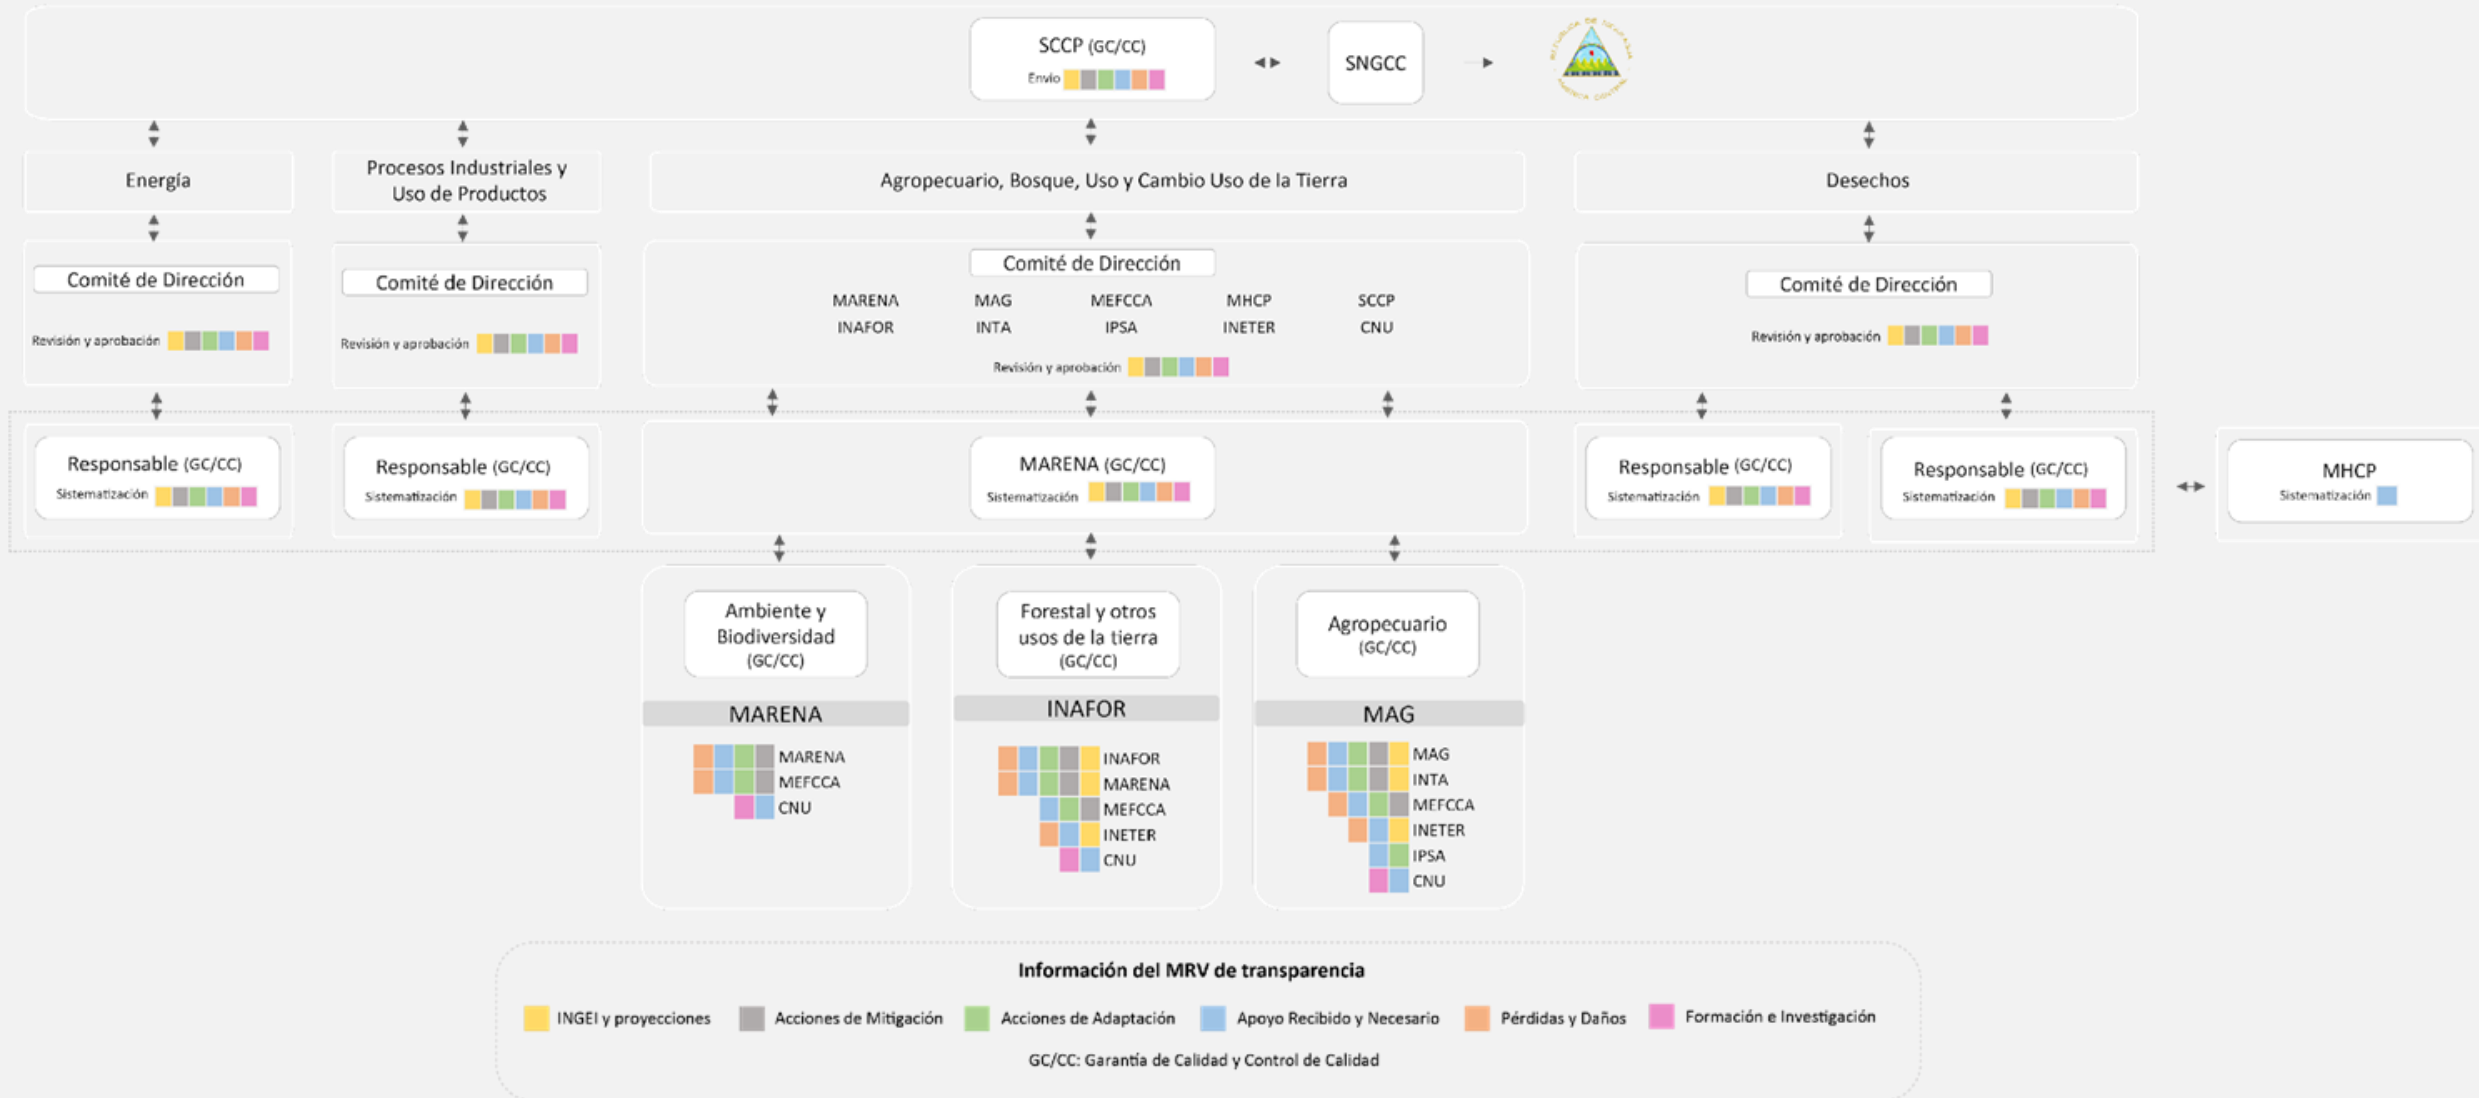 SCCP (GC/CC)
Envío
SNGCC
REPÚBLICA DE NICARAGUA
AMÉRICA CENTRAL
Energía
Procesos Industriales y
Uso de Productos
Agropecuario, Bosque, Uso y Cambio Uso de la Tierra
Desechos
Comité de Dirección
Revisión y aprobación
Comité de Dirección
Revisión y aprobación
Comité de Dirección
MARENA MAG MEFCCA MHCP SCCP
INAFOR INTA IPSA INETER CNU
Revisión y aprobación
Comité de Dirección
Revisión y aprobación
Responsable (GC/CC)
Sistematización
Responsable (GC/CC)
Sistematización
MARENA (GC/CC)
Sistematización
Responsable (GC/CC)
Sistematización
Responsable (GC/CC)
Sistematización
MHCP
Sistematización
Ambiente y
Biodiversidad
(GC/CC)
MARENA
MARENA
MEFCCA
CNU
Forestal y otros
usos de la tierra
(GC/CC)
INAFOR
INAFOR
MARENA
MEFCCA
INETER
CNU
Agropecuario
(GC/CC)
MAG
MAG
INTA
MEFCCA
INETER
IPSA
CNU
Información del MRV de transparencia
INGEI y proyecciones
Acciones de Mitigación
Acciones de Adaptación
Apoyo Recibido y Necesario
Pérdidas y Daños
Formación e Investigación
GC/CC: Garantía de Calidad y Control de Calidad